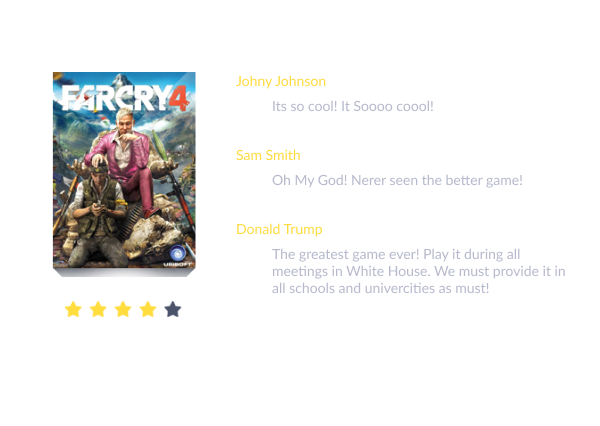 FARCRY4
UBISOFT
Johny Johnson
Its so cool! It Soooo coool!
Sam Smith
Oh My God! Nerer seen the better game!
Donald Trump
The greatest game ever! Play it during all
meetings in White House. We must provide it in
all schools and univercities as must!